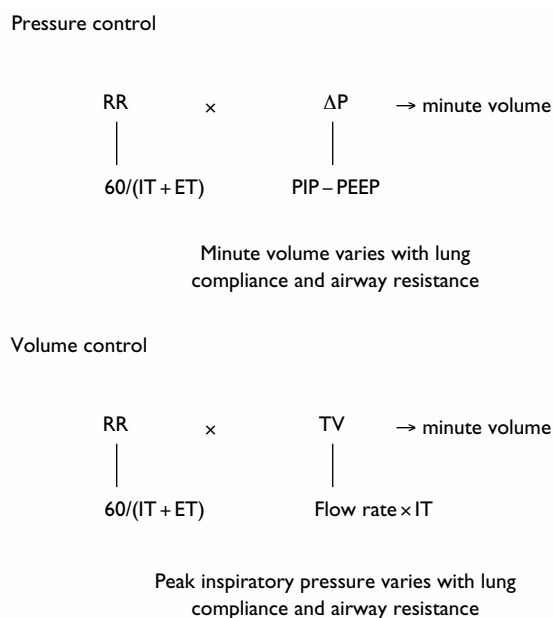 Pressure control
RR × ΔP → minute volume
60/(IT + ET) PIP – PEEP
Minute volume varies with lung
compliance and airway resistance
Volume control
RR × TV → minute volume
60/(IT + ET) Flow rate × IT
Peak inspiratory pressure varies with lung
compliance and airway resistance